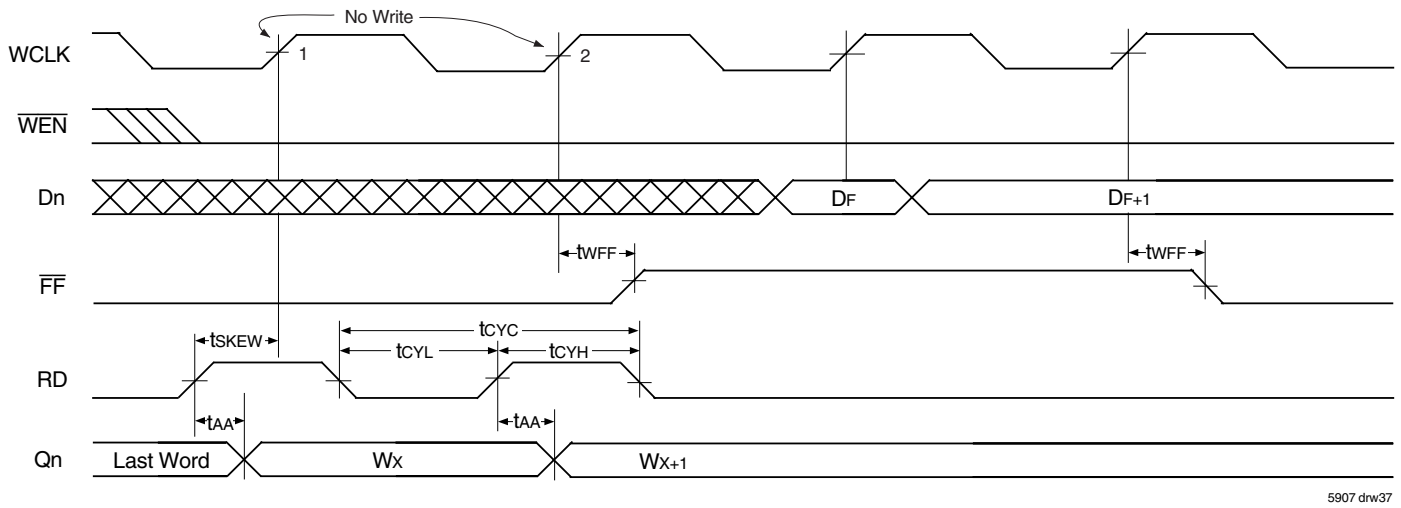 No Write
WCLK 1 2
WEN
Dn DF DF+1
tWFF tWFF
FF
tCYC
tSKEW tCYL tCYH
RD
tAA tAA
Qn Last Word WX WX+1
5907 drw37